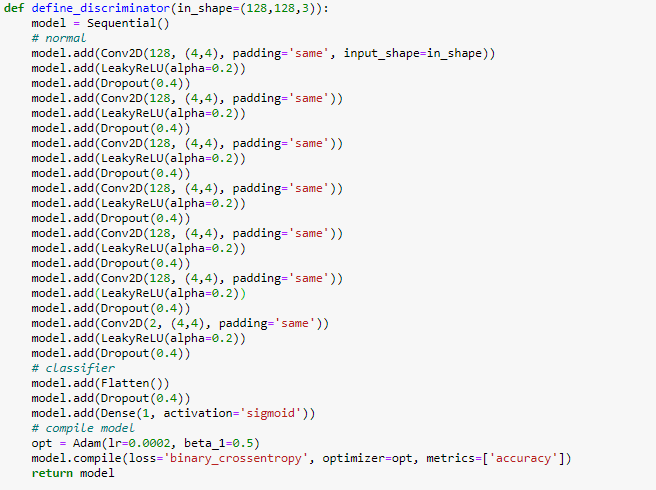 def define_discriminator(in_shape=(128,128,3)):
    model = Sequential()
    # normal
    model.add(Conv2D(128, (4,4), padding='same', input_shape=in_shape))
    model.add(LeakyReLU(alpha=0.2))
    model.add(Dropout(0.4))
    model.add(Conv2D(128, (4,4), padding='same'))
    model.add(LeakyReLU(alpha=0.2))
    model.add(Dropout(0.4))
    model.add(Conv2D(128, (4,4), padding='same'))
    model.add(LeakyReLU(alpha=0.2))
    model.add(Dropout(0.4))
    model.add(Conv2D(128, (4,4), padding='same'))
    model.add(LeakyReLU(alpha=0.2))
    model.add(Dropout(0.4))
    model.add(Conv2D(128, (4,4), padding='same'))
    model.add(LeakyReLU(alpha=0.2))
    model.add(Dropout(0.4))
    model.add(Conv2D(128, (4,4), padding='same'))
    model.add(LeakyReLU(alpha=0.2))
    model.add(Dropout(0.4))
    model.add(Conv2D(2, (4,4), padding='same'))
    model.add(LeakyReLU(alpha=0.2))
    model.add(Dropout(0.4))
    # classifier
    model.add(Flatten())
    model.add(Dropout(0.4))
    model.add(Dense(1, activation='sigmoid'))
    # compile model
    opt = Adam(lr=0.0002, beta_1=0.5)
    model.compile(loss='binary_crossentropy', optimizer=opt, metrics=['accuracy'])
    return model